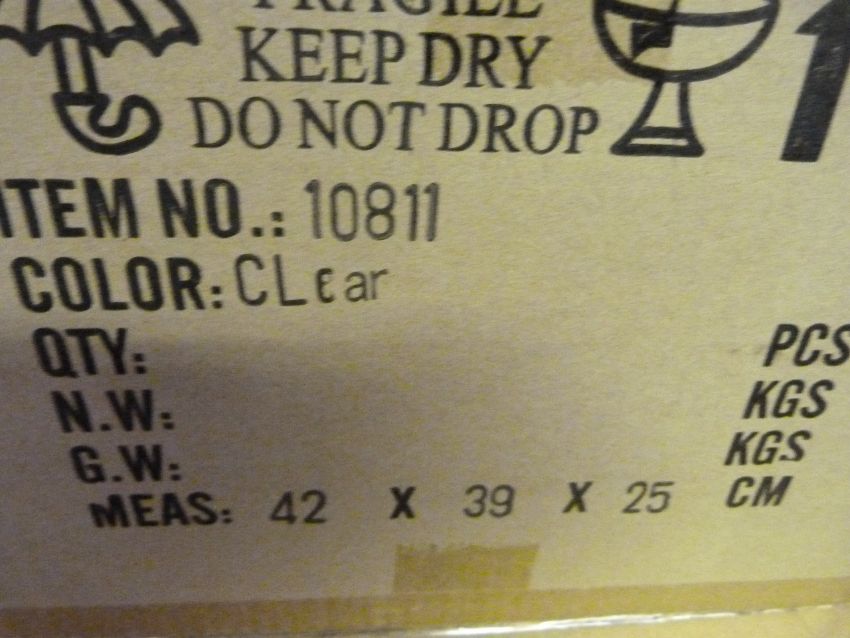 FRAGILE
KEEP DRY
DO NOT DROP
ITEM NO.: 10811
COLOR: CLear
QTY: PCS
N.W: KGS
G.W: KGS
MEAS: 42 X 39 X 25 CM